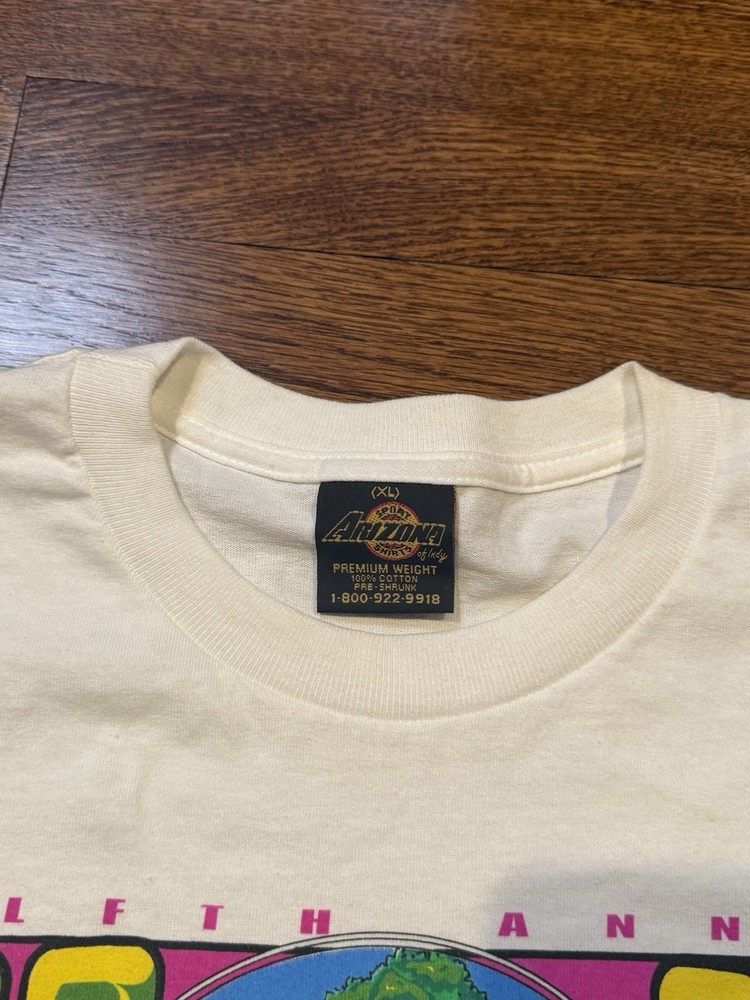 (XL)
SPORT
ARIZONA
SHIRTS
of Indy
PREMIUM WEIGHT
100% COTTON
PRE-SHRUNK
1-800-922-9918
LFTH ANN